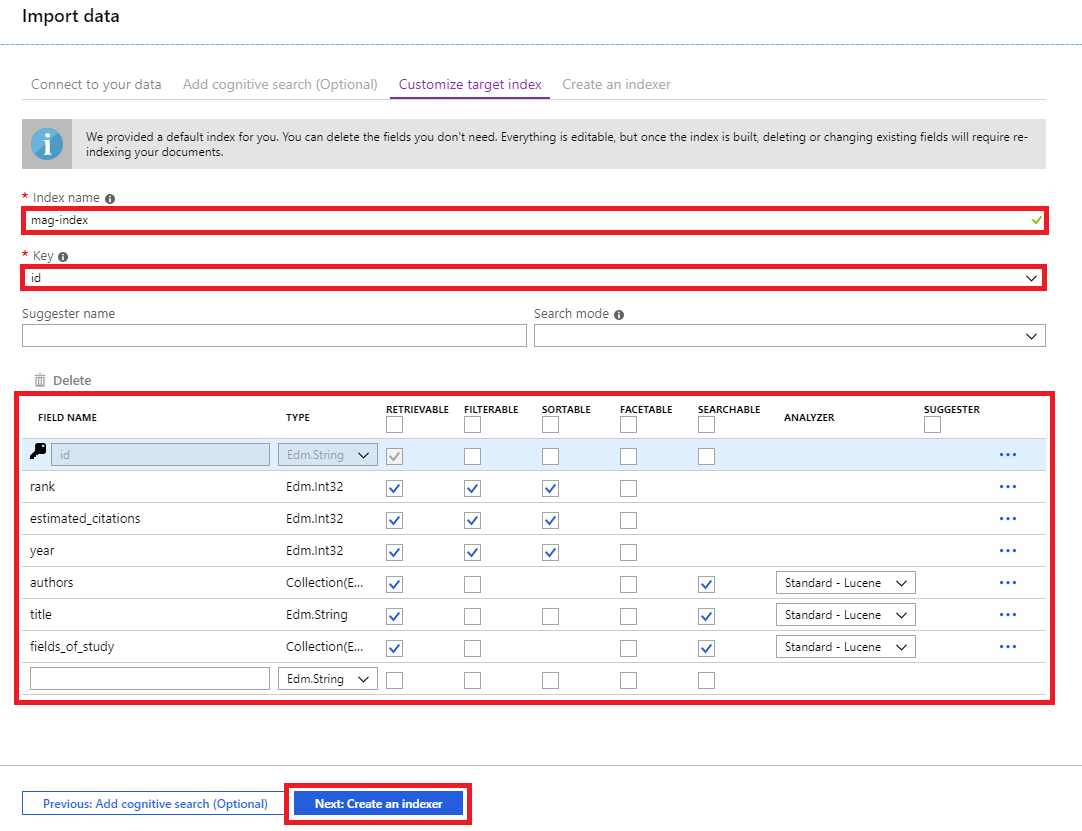 Import data
Connect to your data Add cognitive search (Optional) Customize target index Create an indexer
We provided a default index for you. You can delete the fields you don't need. Everything is editable, but once the index is built, deleting or changing existing fields will require re-
indexing your documents.
* Index name
mag-index
* Key
id
Suggester name Search mode
Delete
FIELD NAME TYPE RETRIEVABLE FILTERABLE SORTABLE FACETABLE SEARCHABLE ANALYZER SUGGESTER
id Edm.String
rank Edm.Int32
estimated_citations Edm.Int32
year Edm.Int32
authors Collection(E... Standard - Lucene
title Edm.String Standard - Lucene
fields_of_study Collection(E... Standard - Lucene
Edm.String
Previous: Add cognitive search (Optional) Next: Create an indexer